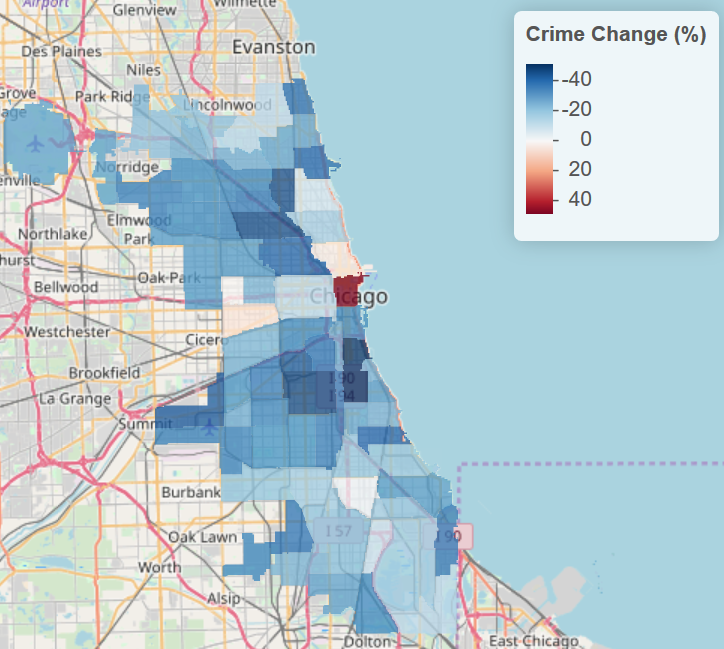 Airport
Glenview
Wilmette
Des Plaines
Evanston
Niles
Grove
Park Ridge
Lincolnwood
age
Norridge
enville
Elmwood
Park
Northlake
hurst
Bellwood
Oak Park
Chicago
Westchester
Cicero
Brookfield
I 90
I 94
La Grange
Summit
Burbank
Oak Lawn
I 57
I 90
Worth
Alsip
Dolton
East Chicago
Crime Change (%)
-40
-20
0
20
40